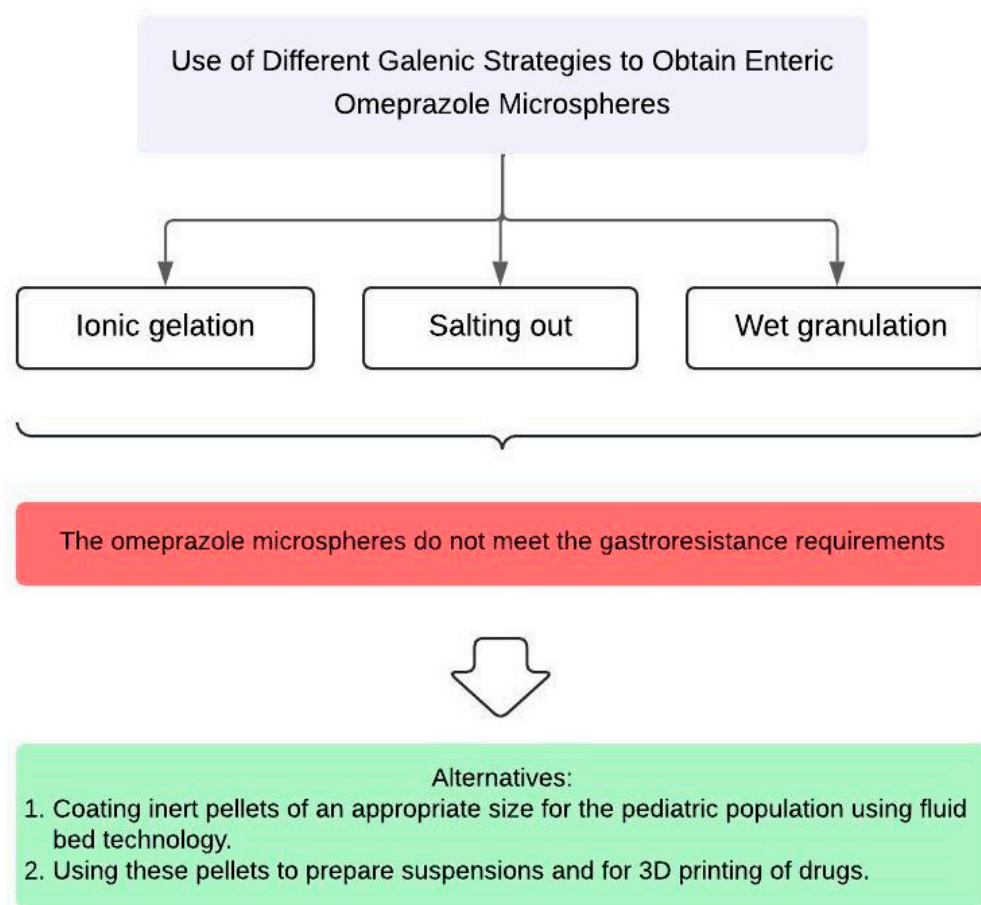 Use of Different Galenic Strategies to Obtain Enteric
Omeprazole Microspheres
Ionic gelation
Salting out
Wet granulation
The omeprazole microspheres do not meet the gastroresistance requirements
Alternatives:
1. Coating inert pellets of an appropriate size for the pediatric population using fluid
bed technology.
2. Using these pellets to prepare suspensions and for 3D printing of drugs.